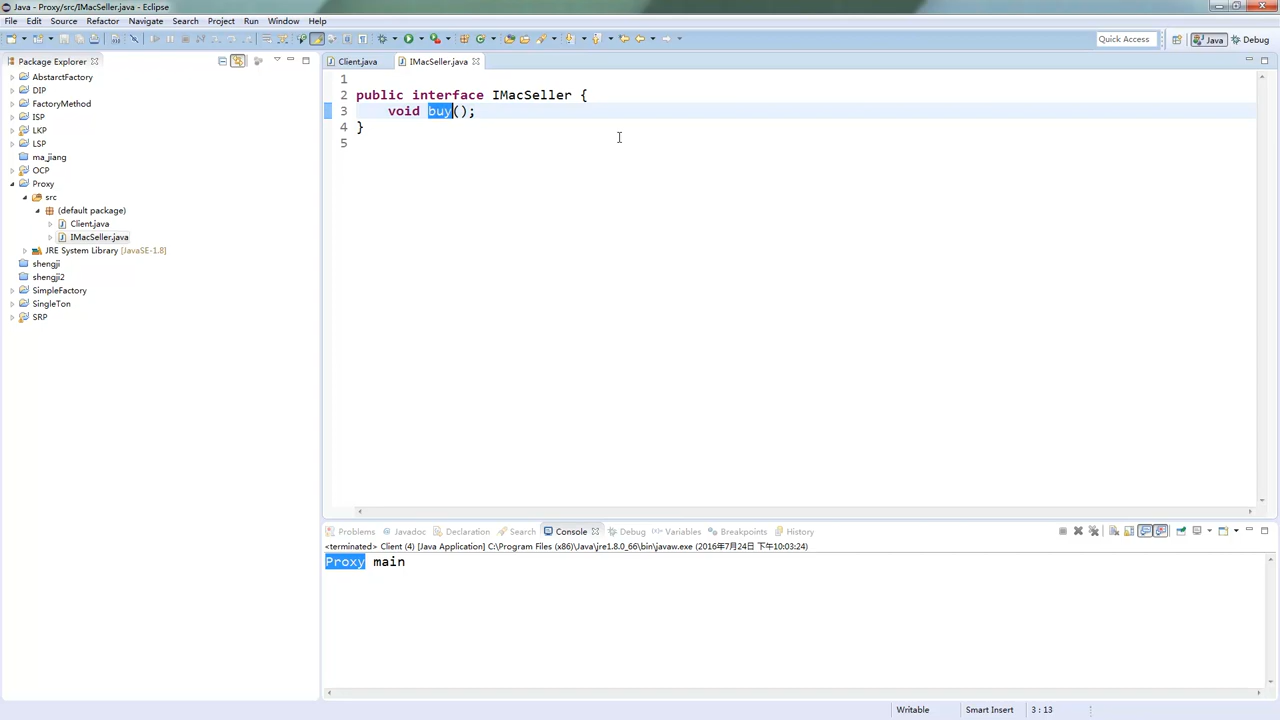 Java - Proxy/src/IMacSeller.java - Eclipse
File Edit Source Refactor Navigate Search Project Run Window Help
Quick Access Java Debug
Package Explorer
AbstarctFactory
DIP
FactoryMethod
ISP
LKP
LSP
ma_jiang
OCP
Proxy
src
(default package)
Client.java
IMacSeller.java
JRE System Library [JavaSE-1.8]
shengji
shengji2
SimpleFactory
SingleTon
SRP
Client.java IMacSeller.java
1
2 public interface IMacSeller {
3 void buy();
4 }
5
Problems Javadoc Declaration Search Console Debug Variables Breakpoints History
<terminated> Client (4) [Java Application] C:\Program Files (x86)\Java\jre1.8.0_66\bin\javaw.exe (2016年7月24日 下午10:03:24)
Proxy main
Writable Smart Insert 3 : 13